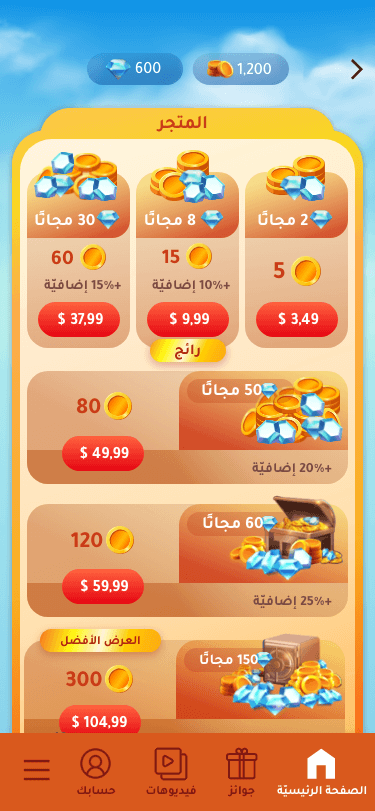 1,200
600
المتجر
2 مجانًا
8 مجانًا
30 مجانًا
5
15
60
+10% إضافيّة
+15% إضافيّة
$ 3,49
$ 9,99
$ 37,99
رائج
50 مجانًا
80
$ 49,99
+20% إضافيّة
60 مجانًا
120
$ 59,99
+25% إضافيّة
العرض الأفضل
150 مجانًا
300
$ 104,99
الصفحة الرئيسيّة
جوائز
فيديوهات
حسابك